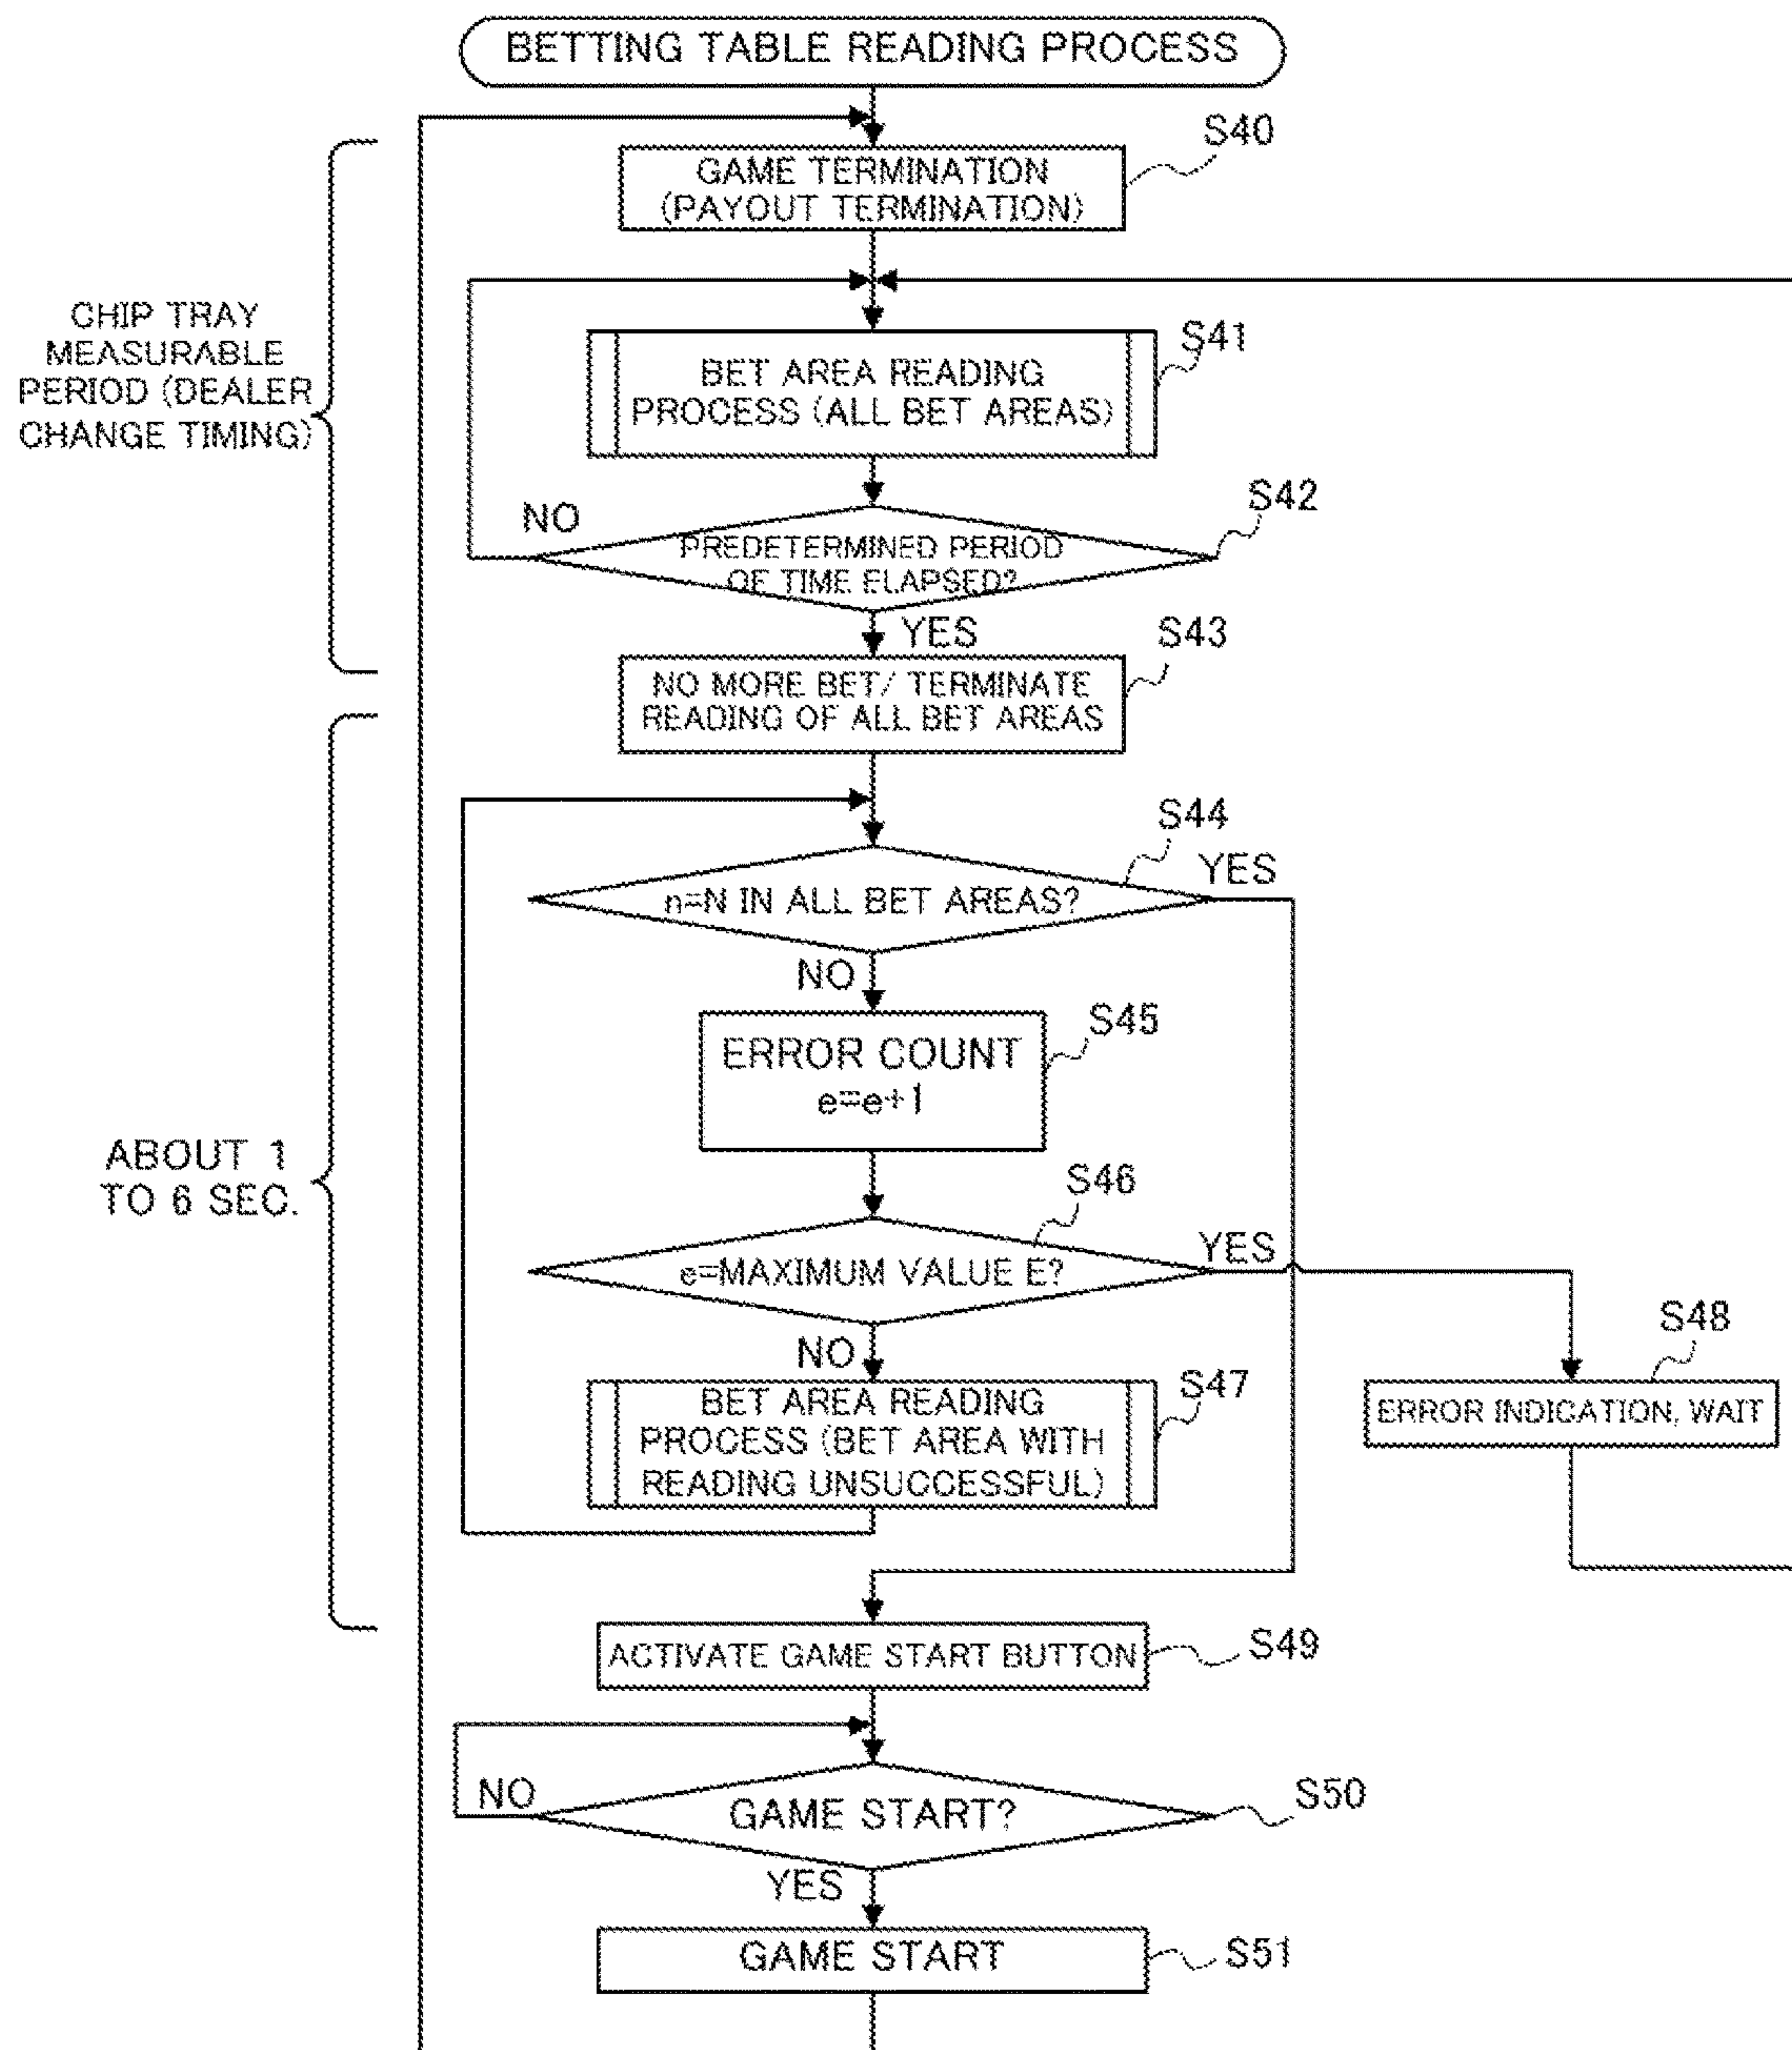 BETTING TABLE READING PROCESS
S40
GAME TERMINATION
(PAYOUT TERMINATION)
CHIP TRAY
MEASURABLE
PERIOD (DEALER
CHANGE TIMING)
S41
BET AREA READING
PROCESS (ALL BET AREAS)
S42
NO
PREDETERMINED PERIOD
OF TIME ELAPSED?
YES
S43
NO MORE BET/ TERMINATE
READING OF ALL BET AREAS
S44
YES
n=N IN ALL BET AREAS?
NO
S45
ERROR COUNT
e=e+1
ABOUT 1
TO 6 SEC.
S46
YES
e=MAXIMUM VALUE E?
NO
S47
BET AREA READING
PROCESS (BET AREA WITH
READING UNSUCCESSFUL)
S48
ERROR INDICATION, WAIT
ACTIVATE GAME START BUTTON
S49
NO
GAME START?
S50
YES
GAME START
S51